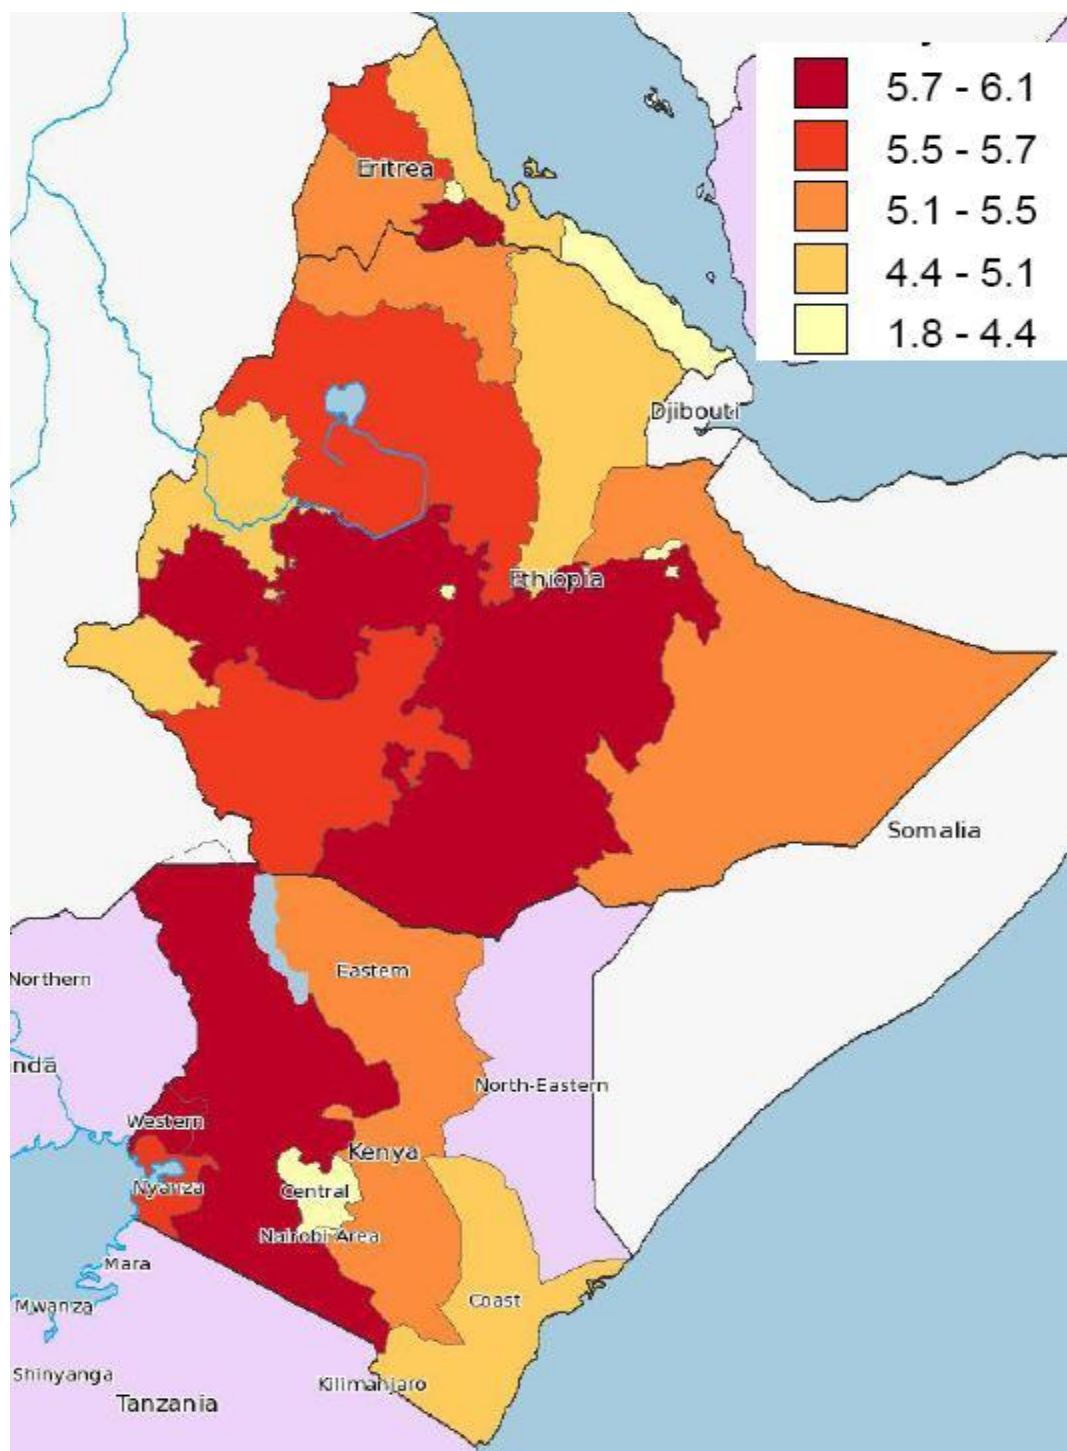 5.7 - 6.1
5.5 - 5.7
5.1 - 5.5
4.4 - 5.1
1.8 - 4.4
Eritrea
Djibouti
Ethiopia
Somalia
Eastern
Northern
nda
North-Eastern
Western
Kenya
Nyanza
Central
Nairobi Area
Mara
Mwanza
Coast
Shinyanga
Kilimanjaro
Tanzania